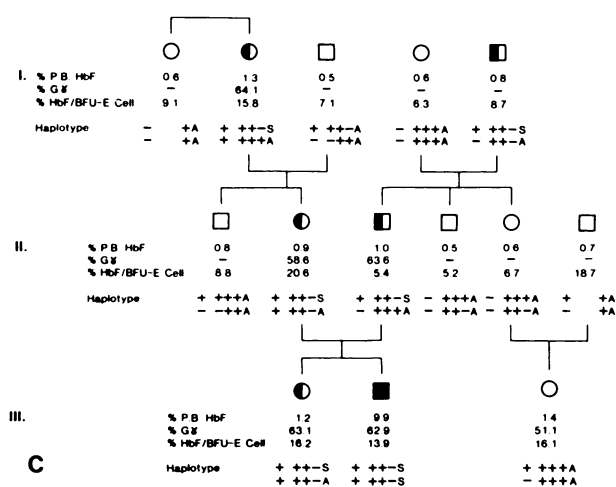 I.
% P.B. HbF 0.6 1.3 0.5 0.6 0.8
% Gɣ – 64.1 – – –
% HbF/BFU-E Cell 9.1 15.8 7.1 6.3 8.7
Haplotype – +A + ++–S + ++–A – +++A + ++–S
– +A + +++A – –++A – +++A – ++–A
II.
% P.B. HbF 0.8 0.9 1.0 0.5 0.6 0.7
% Gɣ – 58.6 63.6 – – –
% HbF/BFU-E Cell 8.8 20.6 5.4 5.2 6.7 18.7
Haplotype + +++A + ++–S + ++–S – +++A – +++A + +A
– –++A + ++–A – +++A – ++–A – ++–A – +A
III.
% P.B. HbF 1.2 9.9 1.4
% Gɣ 63.1 62.9 51.1
% HbF/BFU-E Cell 16.2 13.9 16.1
Haplotype + ++–S + ++–S + +++A
+ ++–A + ++–S – +++A
C